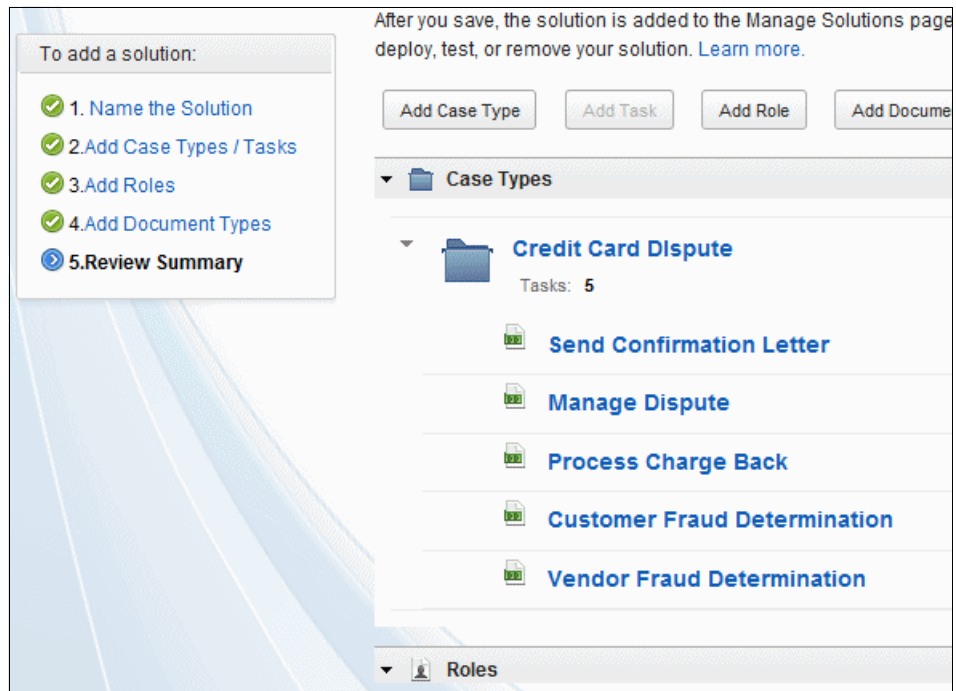 To add a solution:
1. Name the Solution
2.Add Case Types / Tasks
3.Add Roles
4.Add Document Types
5.Review Summary
After you save, the solution is added to the Manage Solutions page
deploy, test, or remove your solution. Learn more.
Add Case Type Add Task Add Role Add Docume
Case Types
Credit Card DIspute
Tasks: 5
Send Confirmation Letter
Manage Dispute
Process Charge Back
Customer Fraud Determination
Vendor Fraud Determination
Roles